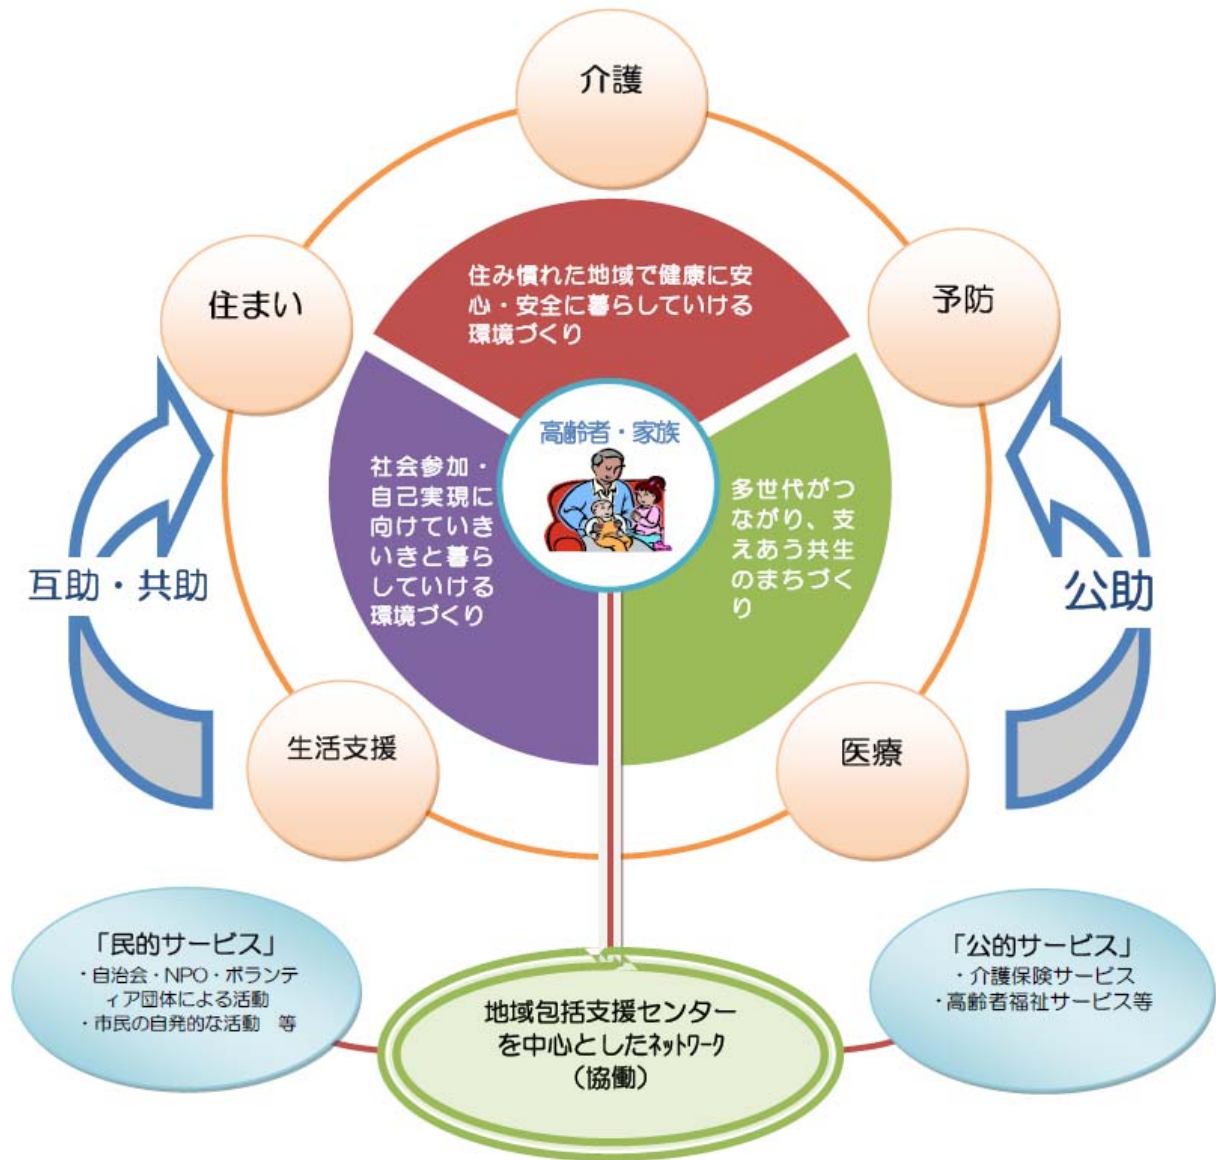 介護
住まい
予防
住み慣れた地域で健康に安
心・安全に暮らしていける
環境づくり
高齢者・家族
社会参加・
自己実現に
向けていき
いきと暮ら
していける
環境づくり
多世代がつ
ながり、支
えあう共生
のまちづく
り
互助・共助
公助
生活支援
医療
「民的サービス」
・自治会・NPO・ボランテ
ィア団体による活動
・市民の自発的な活動　等
「公的サービス」
・介護保険サービス
・高齢者福祉サービス等
地域包括支援センター
を中心としたﾈｯﾄﾜｰｸ
（協働）